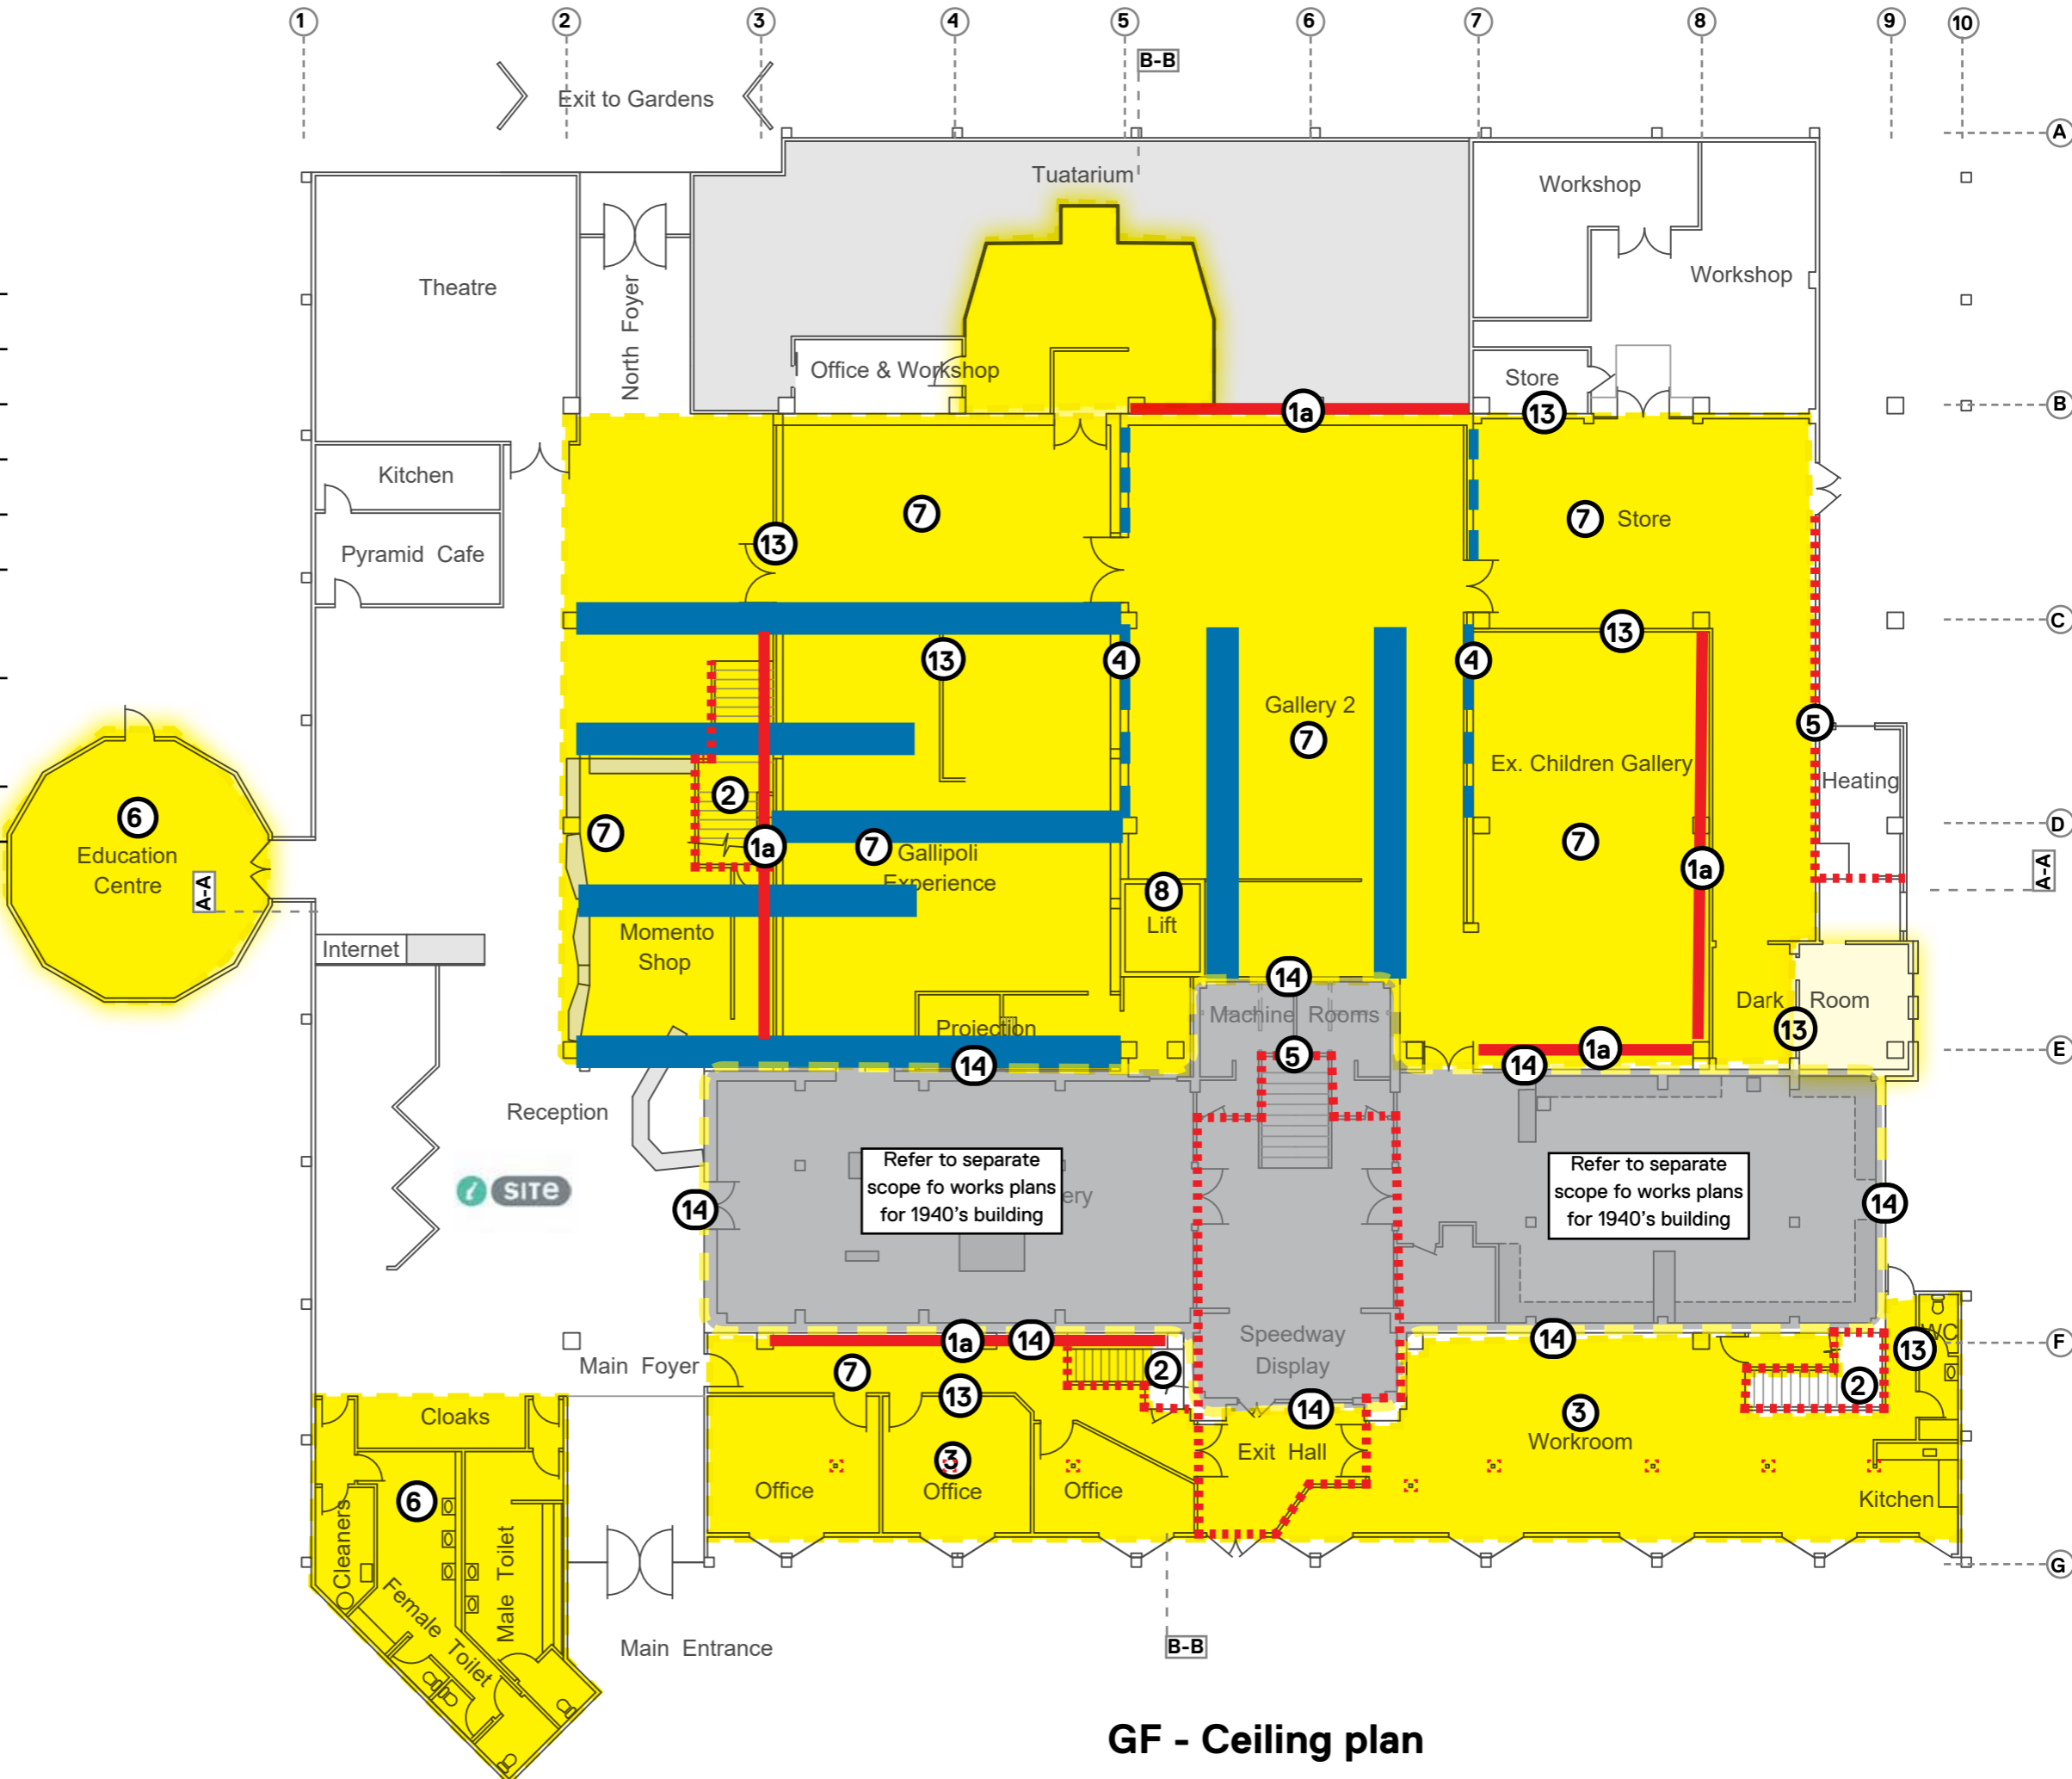 1 2 3 4 5 6 7 8 9 10
B-B
Exit to Gardens
A
Tuatarium
Workshop
Theatre
North Foyer
Workshop
Office & Workshop
Store
1a
13
B
Kitchen
7
7 Store
13
Pyramid Cafe
C
13
13
4
4
Gallery 2
5
7
Ex. Children Gallery
Heating
2
6
7
D
1a
7 Gallipoli
Experience
7
Education
Centre
A-A
1a
A-A
8
Lift
Internet
Momento
Shop
14
Machine Rooms
Dark Room
13
Projection
14
5
14
1a
E
Reception
Refer to separate
scope fo works plans
for 1940's building
ery
Refer to separate
scope fo works plans
for 1940's building
i SITE
14
14
Speedway
Display
1a
14
14
WC
13
F
Main Foyer
7
2
2
13
14
Cloaks
3
Workroom
Exit Hall
3
Office
Office
Office
6
Kitchen
Cleaners
Female Toilet
Male Toilet
G
Main Entrance
B-B
GF - Ceiling plan